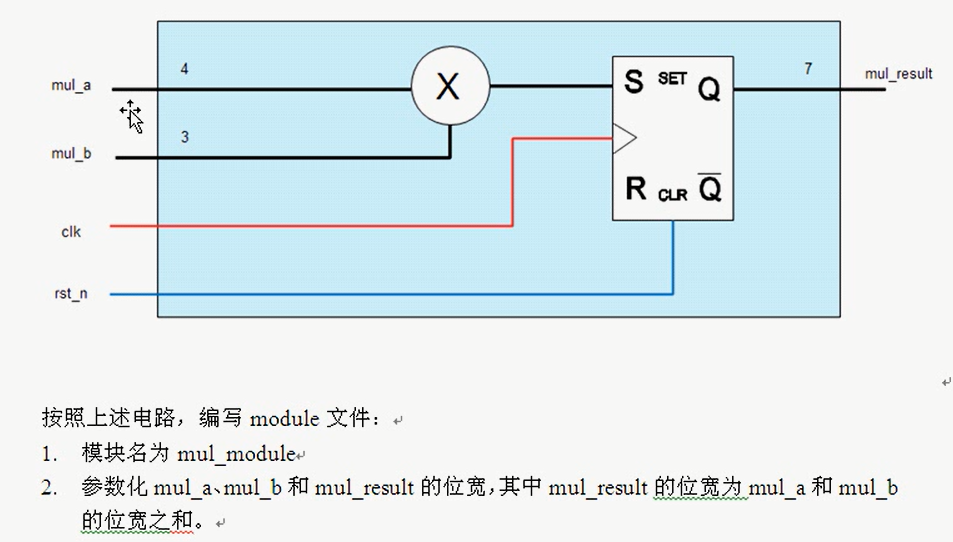 4
7
mul_a
X
S SET Q
mul_result
3
mul_b
R CLR Q̅
clk
rst_n
按照上述电路，编写 module 文件：
1. 模块名为 mul_module
2. 参数化 mul_a、mul_b 和 mul_result 的位宽，其中 mul_result 的位宽为 mul_a 和 mul_b
的位宽之和。